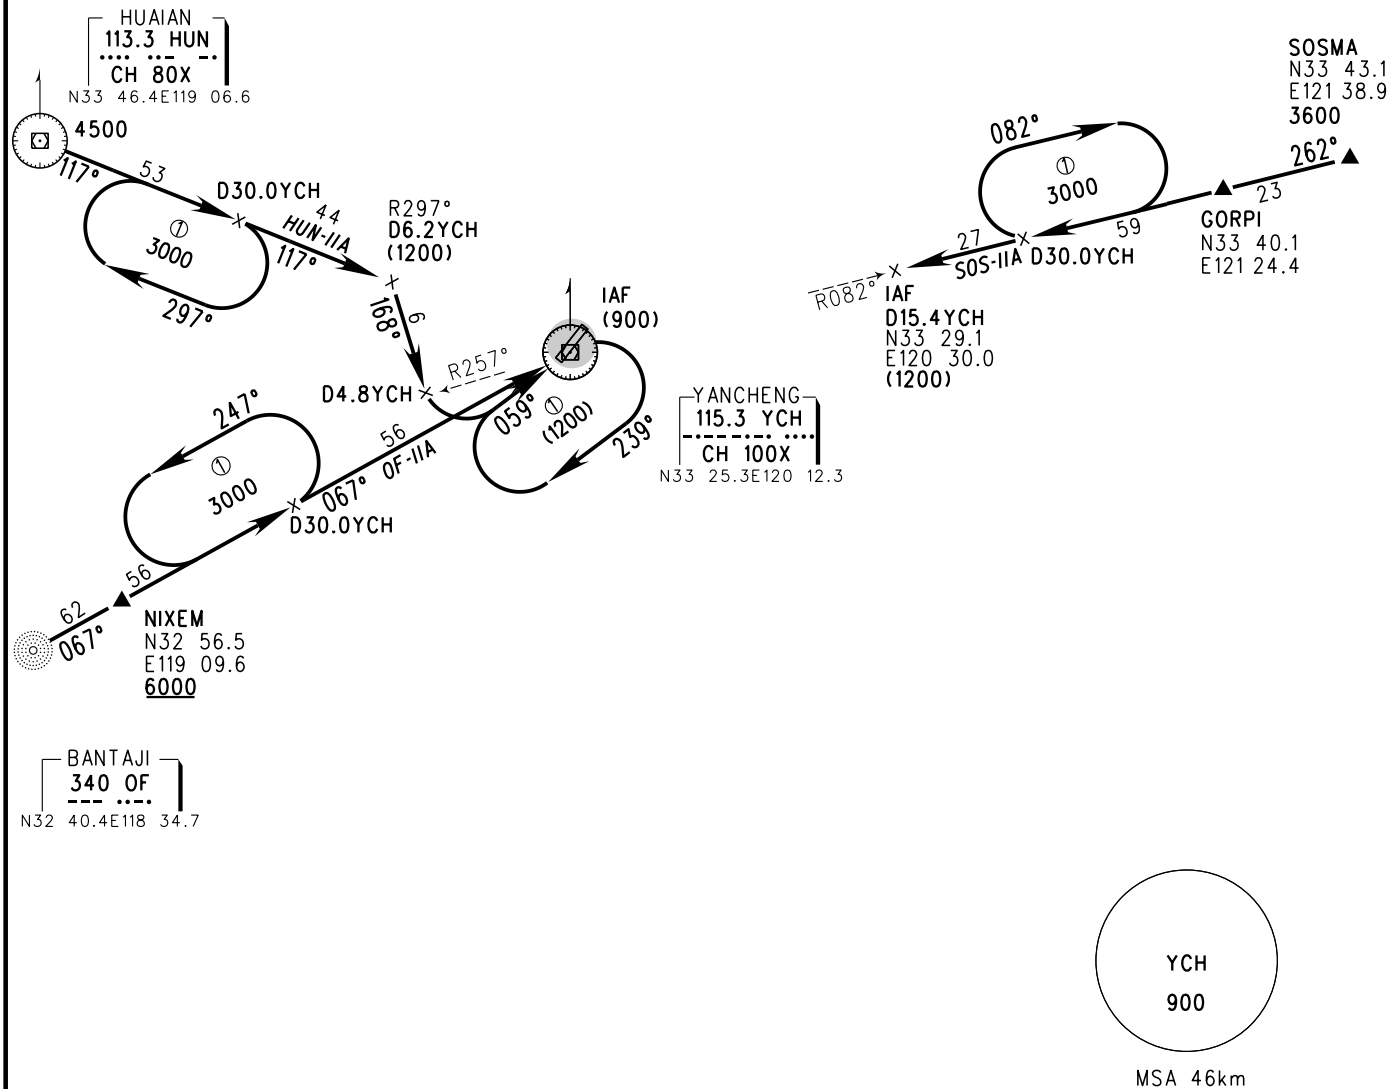 HUAIAN
113.3 HUN
···· ··- -·
CH 80X
N33 46.4E119 06.6
4500
117°
53
D30.0YCH
44
HUN-11A
117°
R297°
D6.2YCH
(1200)
①
3000
297°
168°
6
IAF
(900)
R257°
D4.8YCH
059°
①
(1200)
239°
YANCHENG
115.3 YCH
-·-- -·-· ····
CH 100X
N33 25.3E120 12.3
247°
①
3000
56
OF-11A
067°
D30.0YCH
56
62
067°
NIXEM
N32 56.5
E119 09.6
6000
BANTAJI
340 OF
--- ··-·
N32 40.4E118 34.7
SOSMA
N33 43.1
E121 38.9
3600
262°
23
082°
①
3000
GORPI
N33 40.1
E121 24.4
59
27
SOS-11A
D30.0YCH
R082°
IAF
D15.4YCH
N33 29.1
E120 30.0
(1200)
YCH
900
MSA 46km